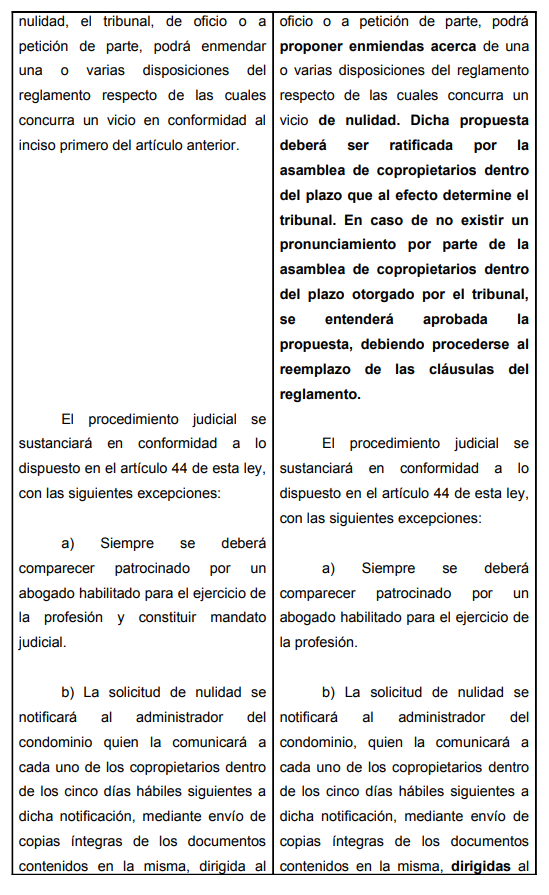 nulidad, el tribunal, de oficio o a
petición de parte, podrá enmendar
una o varias disposiciones del
reglamento respecto de las cuales
concurra un vicio en conformidad al
inciso primero del artículo anterior.
El procedimiento judicial se
sustanciará en conformidad a lo
dispuesto en el artículo 44 de esta ley,
con las siguientes excepciones:
a) Siempre se deberá
comparecer patrocinado por un
abogado habilitado para el ejercicio de
la profesión y constituir mandato
judicial.
b) La solicitud de nulidad se
notificará al administrador del
condominio quien la comunicará a
cada uno de los copropietarios dentro
de los cinco días hábiles siguientes a
dicha notificación, mediante envío de
copias íntegras de los documentos
contenidos en la misma, dirigida al
oficio o a petición de parte, podrá
proponer enmiendas acerca de una
o varias disposiciones del reglamento
respecto de las cuales concurra un
vicio de nulidad. Dicha propuesta
deberá ser ratificada por la
asamblea de copropietarios dentro
del plazo que al efecto determine el
tribunal. En caso de no existir un
pronunciamiento por parte de la
asamblea de copropietarios dentro
del plazo otorgado por el tribunal,
se entenderá aprobada la
propuesta, debiendo procederse al
reemplazo de las cláusulas del
reglamento.
El procedimiento judicial se
sustanciará en conformidad a lo
dispuesto en el artículo 44 de esta ley,
con las siguientes excepciones:
a) Siempre se deberá
comparecer patrocinado por un
abogado habilitado para el ejercicio de
la profesión.
b) La solicitud de nulidad se
notificará al administrador del
condominio, quien la comunicará a
cada uno de los copropietarios dentro
de los cinco días hábiles siguientes a
dicha notificación, mediante envío de
copias íntegras de los documentos
contenidos en la misma, dirigidas al